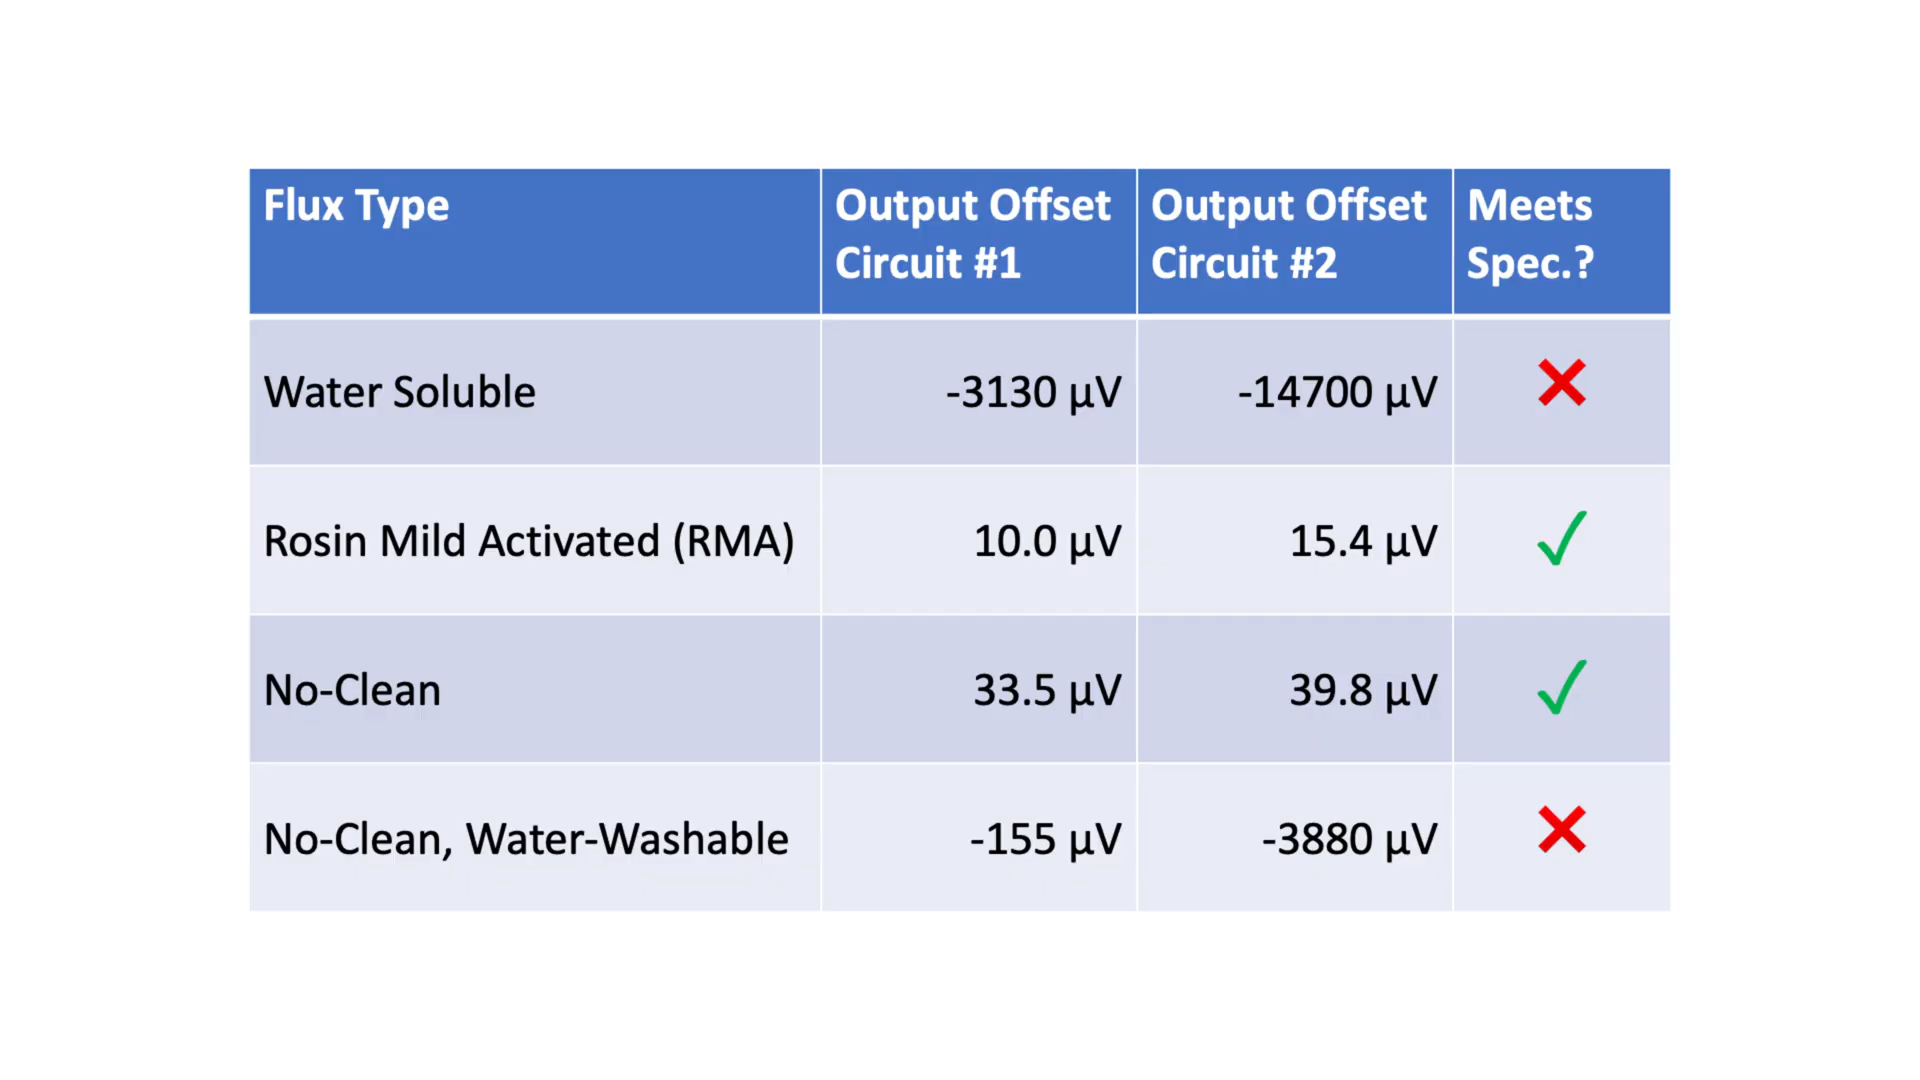 Flux Type
Output Offset
Circuit #1
Output Offset
Circuit #2
Meets
Spec.?
Water Soluble
-3130 µV
-14700 µV
Rosin Mild Activated (RMA)
10.0 µV
15.4 µV
No-Clean
33.5 µV
39.8 µV
No-Clean, Water-Washable
-155 µV
-3880 µV